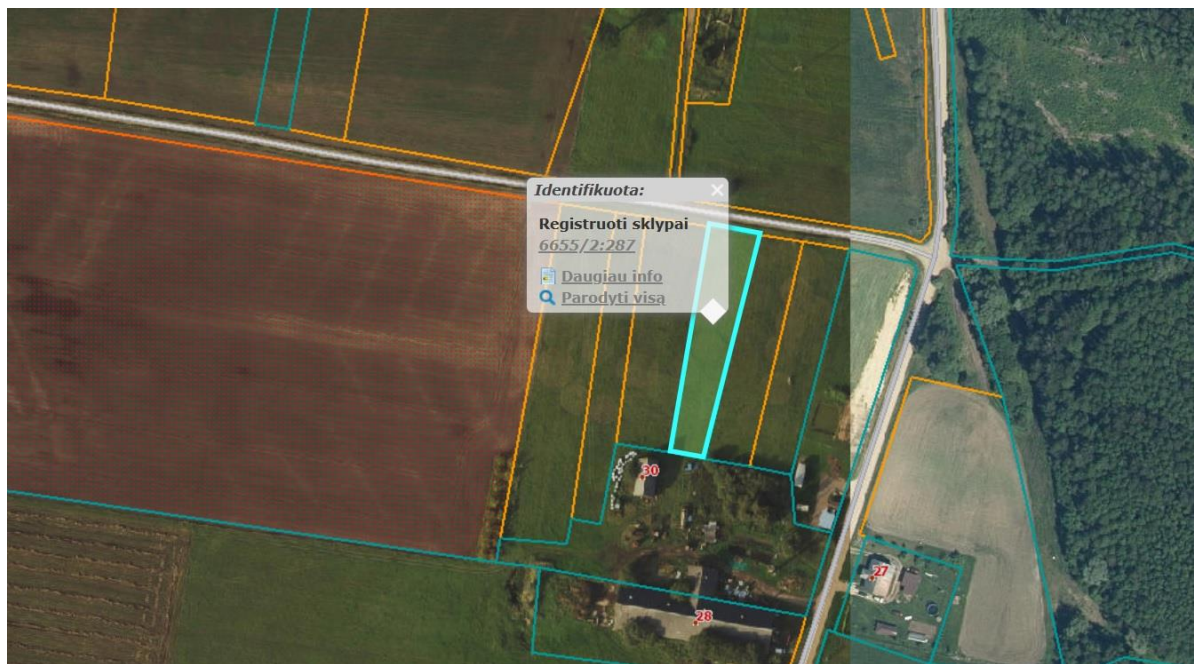 Identifikuota:
Registruoti sklypai
6655/2:287
Daugiau info
Parodyti visą
30
27
28